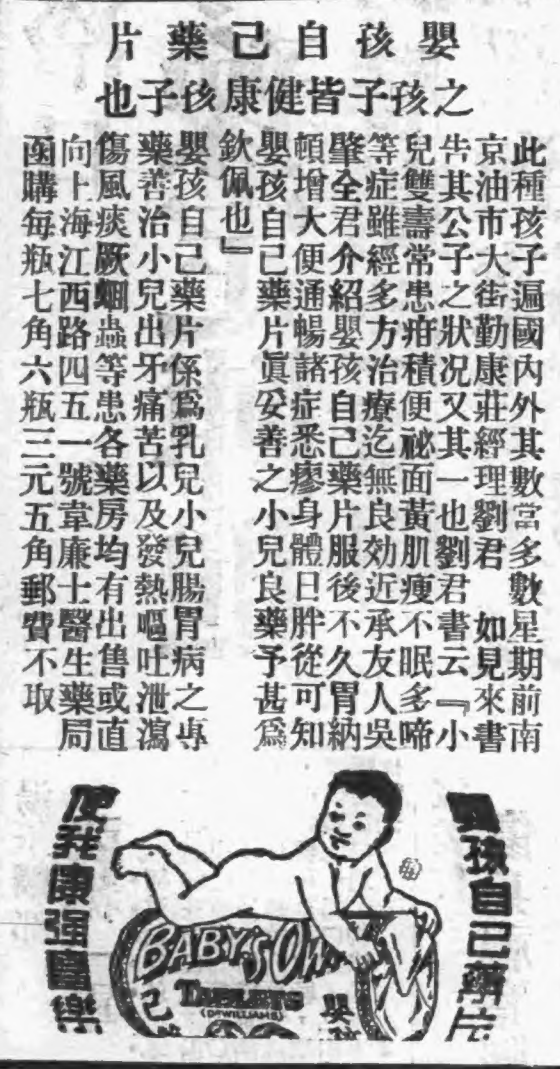 嬰孩自己藥片
之孩子皆健康孩子也
此種孩子遍國內外其數當多數星期前南
京油市大街勤康莊經理劉君 如見來書
告其公子之狀况又其一也劉君書云『小
兒雙壽常患疳積便祕面黃肌瘦不眠多啼
等症雖經多方治療迄無良効近承友人吳
肇全君介紹嬰孩自己藥片服後不久胃納
頓增大便通暢諸症悉瘳身體日胖從可知
嬰孩自己藥片眞妥善之小兒良藥予甚爲
欽佩也』
嬰孩自己藥片係爲乳兒小兒腸胃病之專
藥善治小兒出牙痛苦以及發熱嘔吐泄瀉
傷風痰厥蛔蟲等患各藥房均有出售或直
向上海江西路四五一號韋廉士醫生藥局
函購每瓶七角六瓶三元五角郵費不取
嬰孩自己藥片
使我康强喜樂
BABY'S OWN
TABLETS
(DR WILLIAMS)
嬰孩
自己